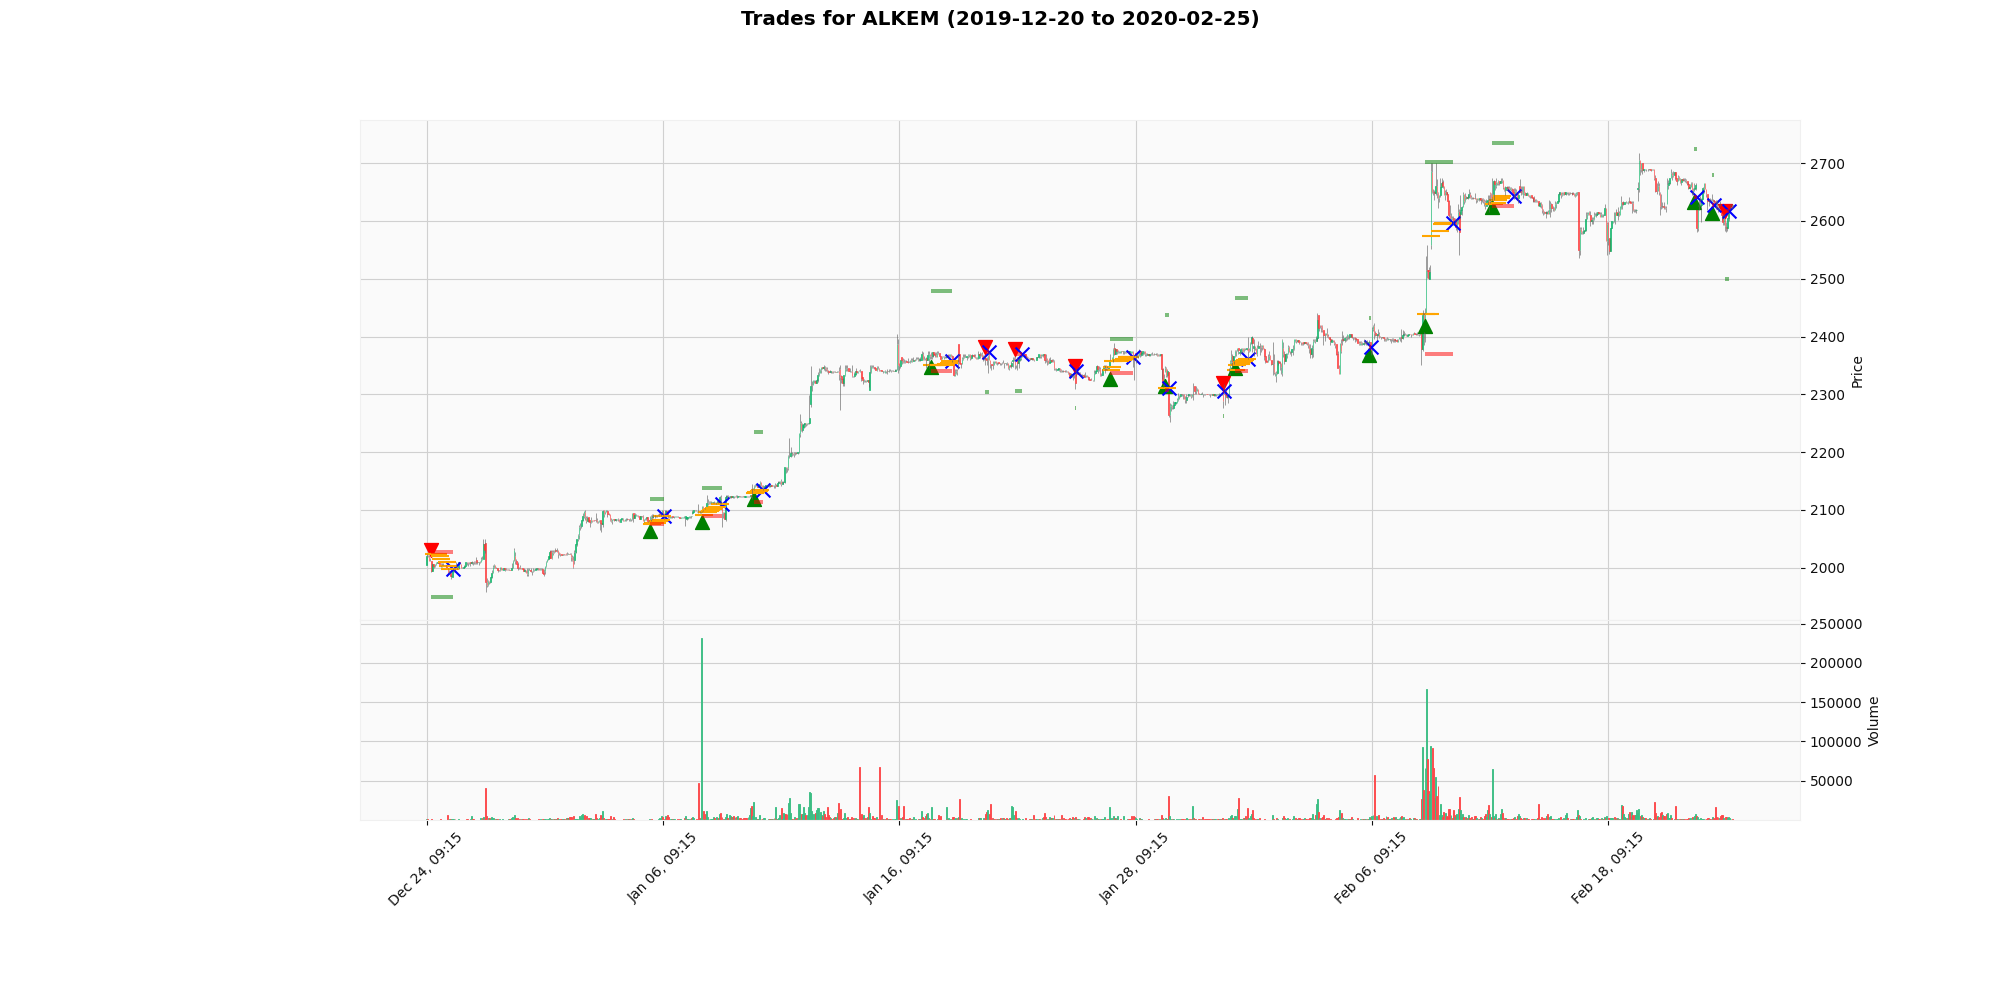 Trades for ALKEM (2019-12-20 to 2020-02-25)
2700
2600
2500
2400
2300
2200
2100
2000
Price
250000
200000
150000
100000
50000
Volume
Dec 24, 09:15
Jan 06, 09:15
Jan 16, 09:15
Jan 28, 09:15
Feb 06, 09:15
Feb 18, 09:15